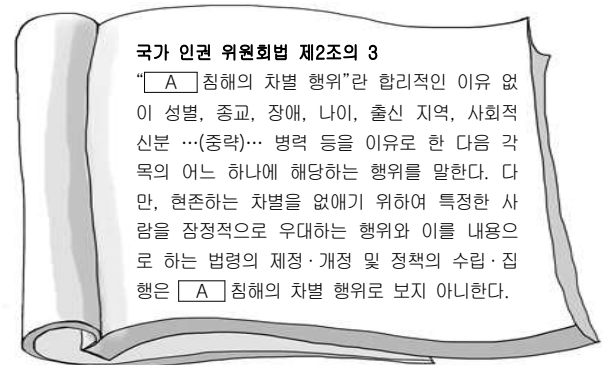 국가 인권 위원회법 제2조의 3
“ A 침해의 차별 행위”란 합리적인 이유 없
이 성별, 종교, 장애, 나이, 출신 지역, 사회적
신분 …(중략)… 병력 등을 이유로 한 다음 각
목의 어느 하나에 해당하는 행위를 말한다. 다
만, 현존하는 차별을 없애기 위하여 특정한 사
람을 잠정적으로 우대하는 행위와 이를 내용으
로 하는 법령의 제정·개정 및 정책의 수립·집
행은 A 침해의 차별 행위로 보지 아니한다.